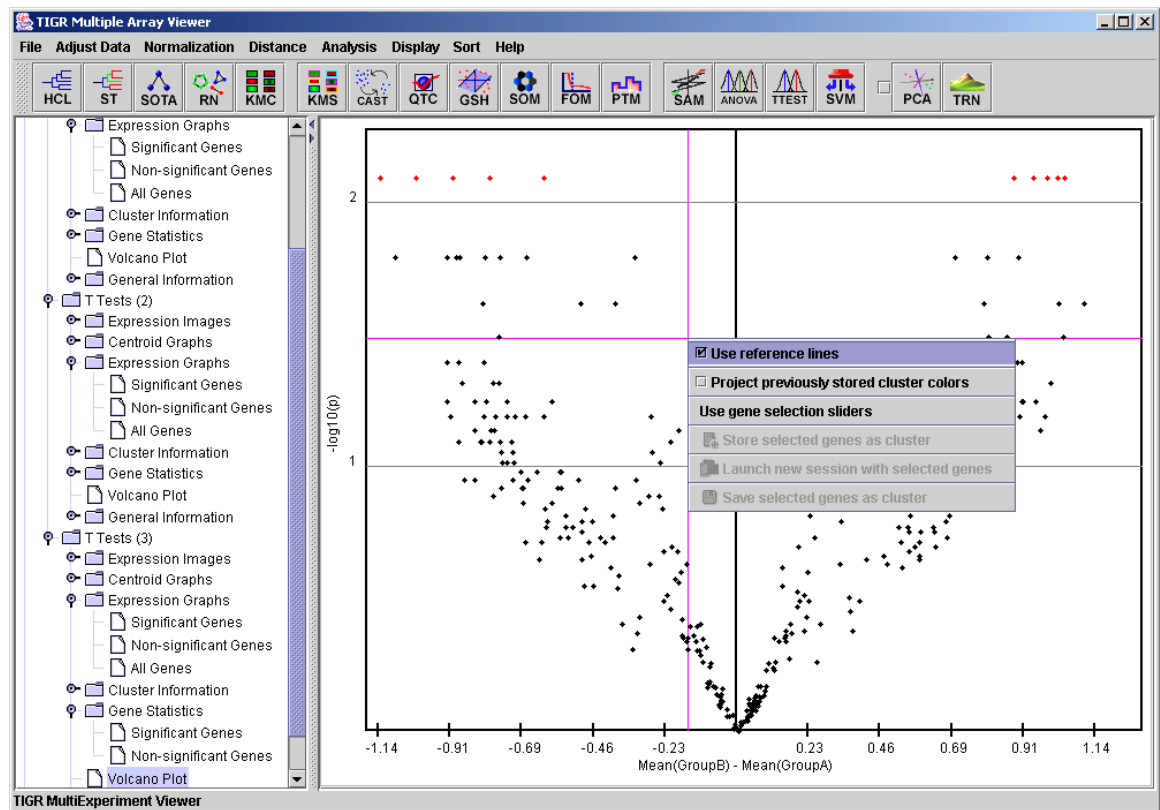 TIGR Multiple Array Viewer
File Adjust Data Normalization Distance Analysis Display Sort Help
HCL ST SOTA RN KMC KMS CAST QTC GSH SOM FOM PTM SAM ANOVA TTEST SVM PCA TRN
Expression Graphs
Significant Genes
Non-significant Genes
All Genes
Cluster Information
Gene Statistics
Volcano Plot
General Information
T Tests (2)
Expression Images
Centroid Graphs
Expression Graphs
Significant Genes
Non-significant Genes
All Genes
Cluster Information
Gene Statistics
Volcano Plot
General Information
T Tests (3)
Expression Images
Centroid Graphs
Expression Graphs
Significant Genes
Non-significant Genes
All Genes
Cluster Information
Gene Statistics
Significant Genes
Non-significant Genes
Volcano Plot
2
1
-log10(p)
Use reference lines
Project previously stored cluster colors
Use gene selection sliders
Store selected genes as cluster
Launch new session with selected genes
Save selected genes as cluster
-1.14 -0.91 -0.69 -0.46 -0.23 0.23 0.46 0.69 0.91 1.14
Mean(GroupB) - Mean(GroupA)
TIGR MultiExperiment Viewer